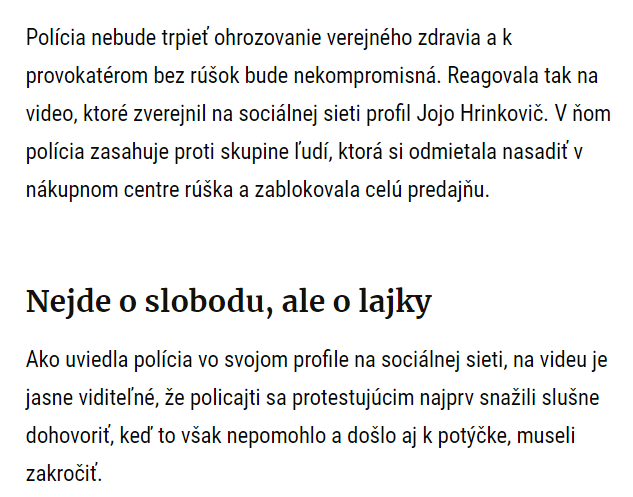 Polícia nebude trpieť ohrozovanie verejného zdravia a k
provokatérom bez rúšok bude nekompromisná. Reagovala tak na
video, ktoré zverejnil na sociálnej sieti profil Jojo Hrinkovič. V ňom
polícia zasahuje proti skupine ľudí, ktorá si odmietala nasadiť v
nákupnom centre rúška a zablokovala celú predajňu.
Nejde o slobodu, ale o lajky
Ako uviedla polícia vo svojom profile na sociálnej sieti, na videu je
jasne viditeľné, že policajti sa protestujúcim najprv snažili slušne
dohovoriť, keď to však nepomohlo a došlo aj k potýčke, museli
zakročiť.